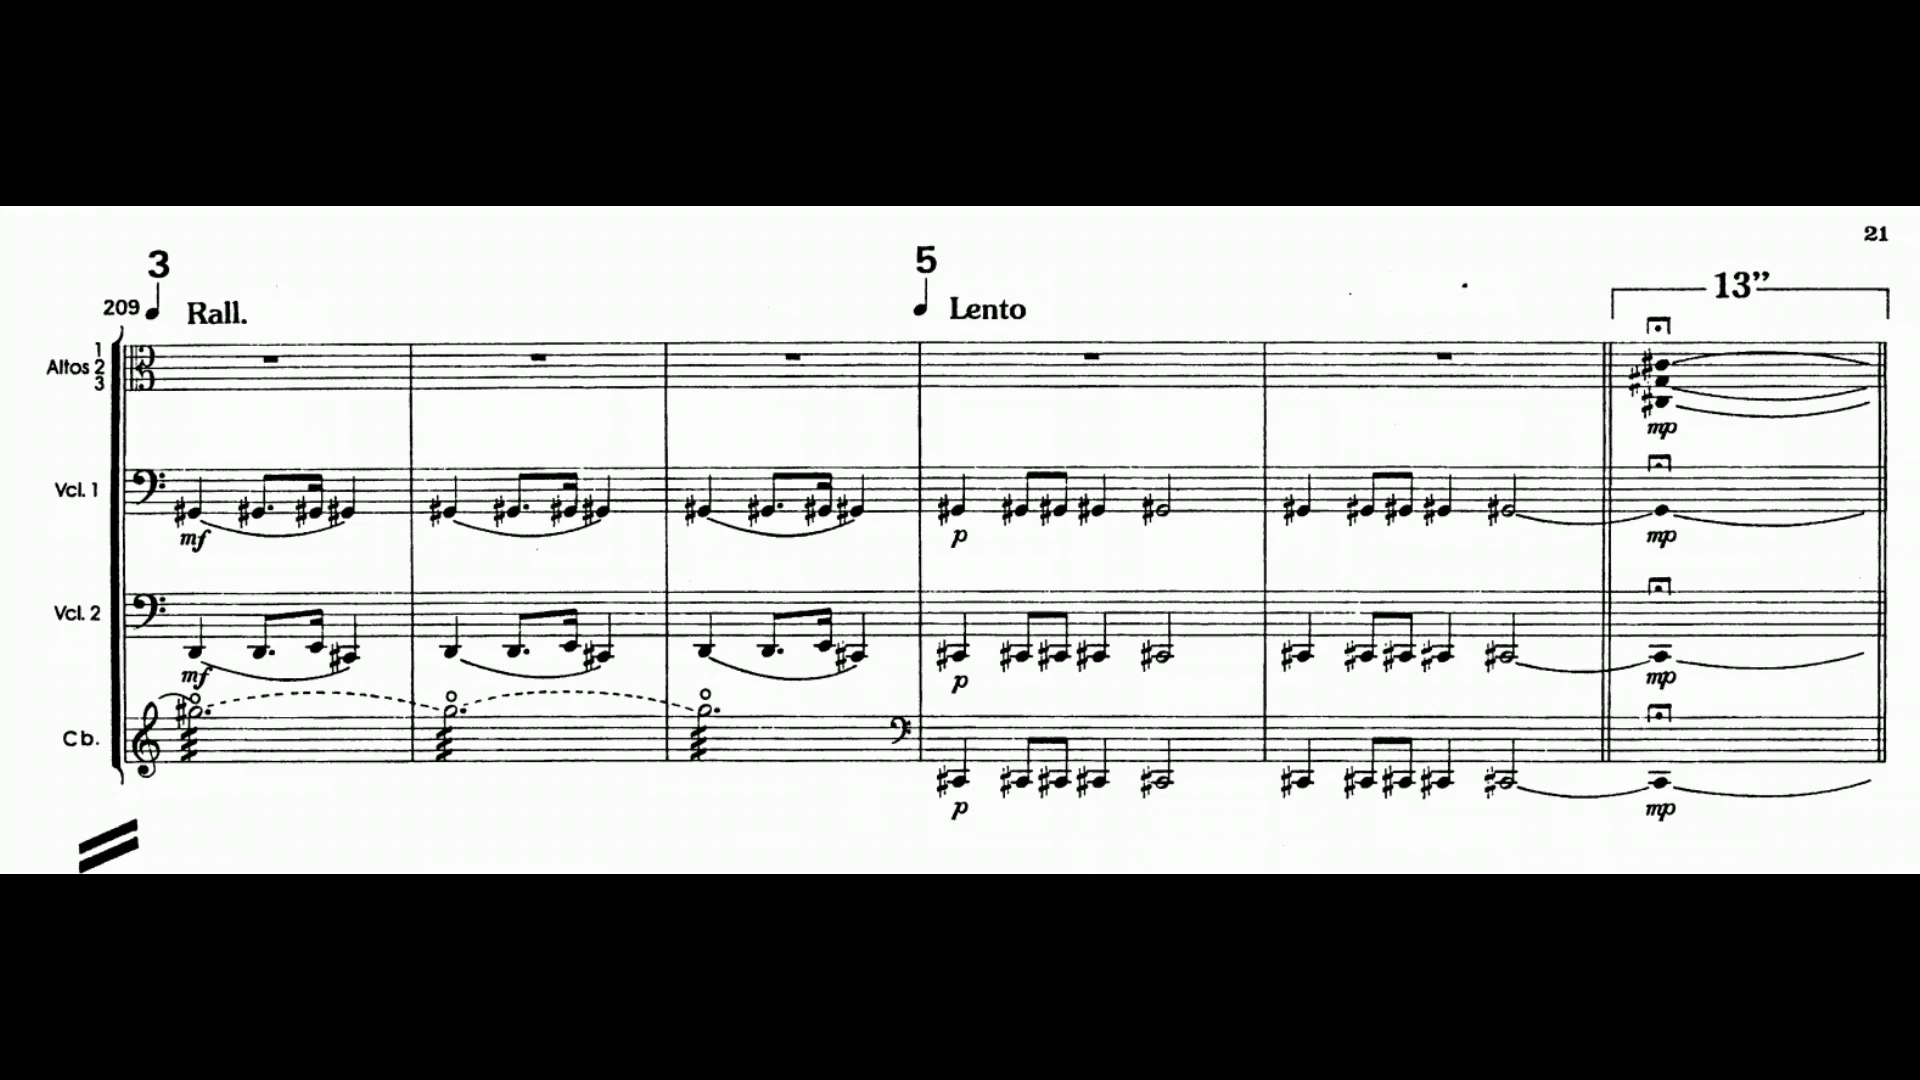 21
3
5
13”
209 Rall.
Lento
1
Altos 2
3
mp
Vcl. 1
mf
p
mp
Vcl. 2
mf
p
mp
Cb.
p
mp